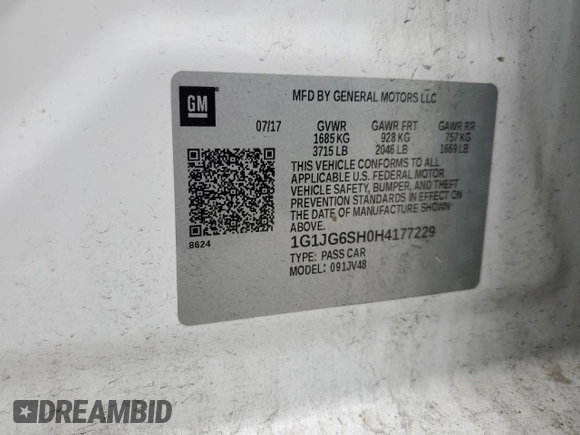 GM
MFD BY GENERAL MOTORS LLC
07/17 GVWR GAWR FRT GAWR RR
1685 KG 928 KG 757 KG
3715 LB 2046 LB 1669 LB
THIS VEHICLE CONFORMS TO ALL
APPLICABLE U.S. FEDERAL MOTOR
VEHICLE SAFETY, BUMPER, AND THEFT
PREVENTION STANDARDS IN EFFECT ON
THE DATE OF MANUFACTURE SHOWN
ABOVE.
8624
1G1JG6SH0H4177229
TYPE: PASS CAR
MODEL: 091JV48
DREAMBID